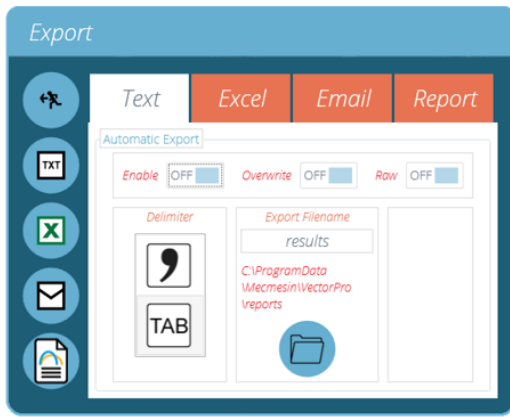 Export
Text Excel Email Report
Automatic Export
Enable OFF Overwrite OFF Raw OFF
Delimiter
,
TAB
Export Filename
results
C:\ProgramData
\Mecmesin\VectorPro
\reports
TXT
X